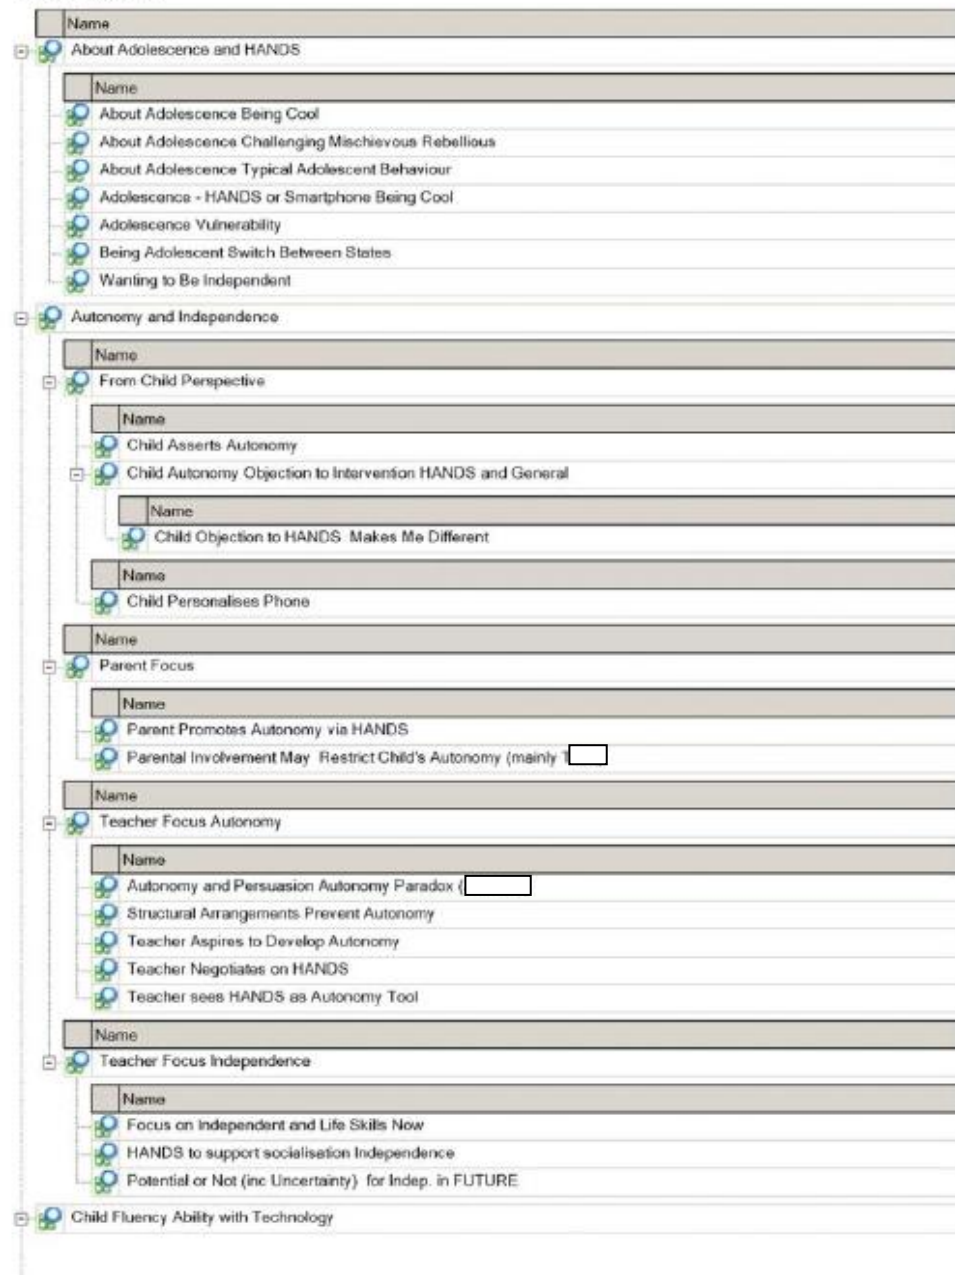 Name
About Adolescence and HANDS
Name
About Adolescence Being Cool
About Adolescence Challenging Mischievous Rebellious
About Adolescence Typical Adolescent Behaviour
Adolescence - HANDS or Smartphone Being Cool
Adolescence Vulnerability
Being Adolescent Switch Between States
Wanting to Be Independent
Autonomy and Independence
Name
From Child Perspective
Name
Child Asserts Autonomy
Child Autonomy Objection to Intervention HANDS and General
Name
Child Objection to HANDS Makes Me Different
Name
Child Personalises Phone
Name
Parent Focus
Name
Parent Promotes Autonomy via HANDS
Parental Involvement May Restrict Child's Autonomy (mainly
Name
Teacher Focus Autonomy
Name
Autonomy and Persuasion Autonomy Paradox (
Structural Arrangements Prevent Autonomy
Teacher Aspires to Develop Autonomy
Teacher Negotiates on HANDS
Teacher sees HANDS as Autonomy Tool
Name
Teacher Focus Independence
Name
Focus on Independent and Life Skills Now
HANDS to support socialisation Independence
Potential or Not (inc Uncertainty) for Indep. in FUTURE
Child Fluency Ability with Technology